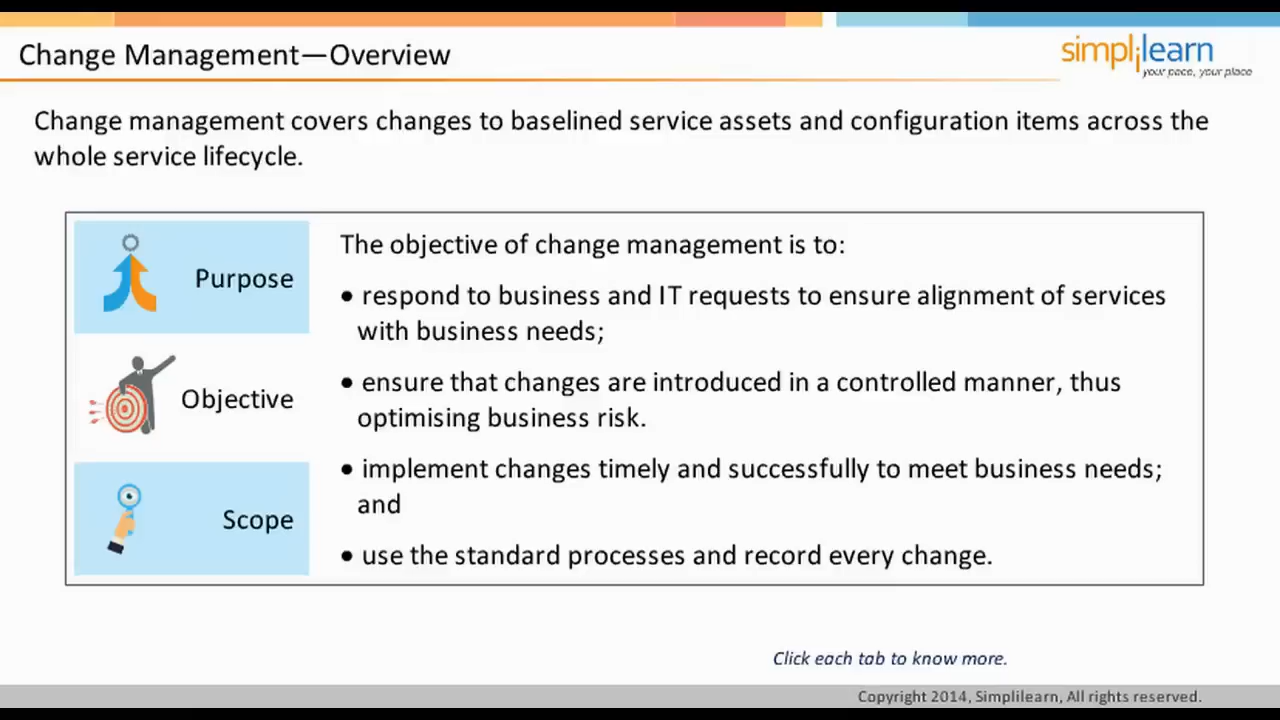 Change Management—Overview
simplilearn
your pace, your place
Change management covers changes to baselined service assets and configuration items across the
whole service lifecycle.
Purpose
Objective
Scope
The objective of change management is to:
• respond to business and IT requests to ensure alignment of services
with business needs;
• ensure that changes are introduced in a controlled manner, thus
optimising business risk.
• implement changes timely and successfully to meet business needs;
and
• use the standard processes and record every change.
Click each tab to know more.
Copyright 2014, Simplilearn, All rights reserved.